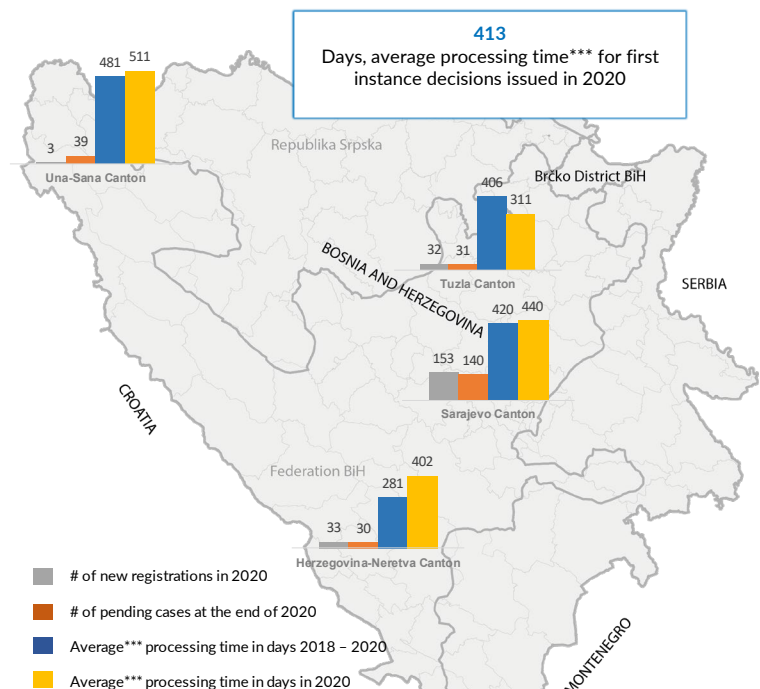 413
Days, average processing time*** for first
instance decisions issued in 2020
481
511
3
39
Una-Sana Canton
Republika Srpska
Brčko District BiH
406
311
32
31
Tuzla Canton
BOSNIA AND HERZEGOVINA
SERBIA
420
440
153
140
Sarajevo Canton
CROATIA
Federation BiH
402
281
33
30
Herzegovina-Neretva Canton
# of new registrations in 2020
# of pending cases at the end of 2020
Average*** processing time in days 2018 – 2020
Average*** processing time in days in 2020
MONTENEGRO